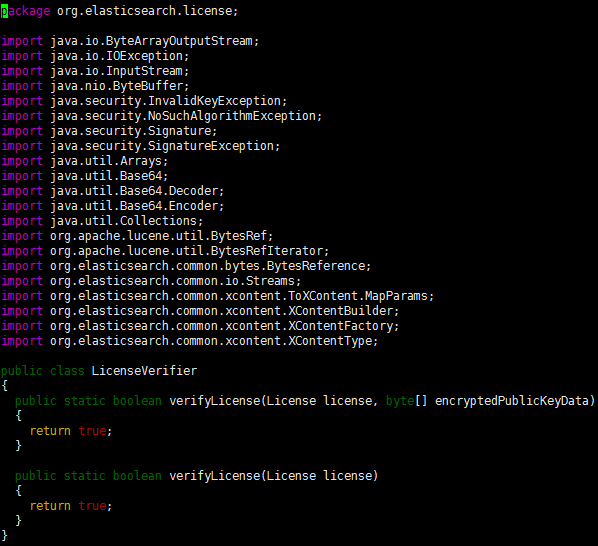 package org.elasticsearch.license;
import java.io.ByteArrayOutputStream;
import java.io.IOException;
import java.io.InputStream;
import java.nio.ByteBuffer;
import java.security.InvalidKeyException;
import java.security.NoSuchAlgorithmException;
import java.security.Signature;
import java.security.SignatureException;
import java.util.Arrays;
import java.util.Base64;
import java.util.Base64.Decoder;
import java.util.Base64.Encoder;
import java.util.Collections;
import org.apache.lucene.util.BytesRef;
import org.apache.lucene.util.BytesRefIterator;
import org.elasticsearch.common.bytes.BytesReference;
import org.elasticsearch.common.io.Streams;
import org.elasticsearch.common.xcontent.ToXContent.MapParams;
import org.elasticsearch.common.xcontent.XContentBuilder;
import org.elasticsearch.common.xcontent.XContentFactory;
import org.elasticsearch.common.xcontent.XContentType;
public class LicenseVerifier
{
  public static boolean verifyLicense(License license, byte[] encryptedPublicKeyData)
  {
    return true;
  }
  public static boolean verifyLicense(License license)
  {
    return true;
  }
}